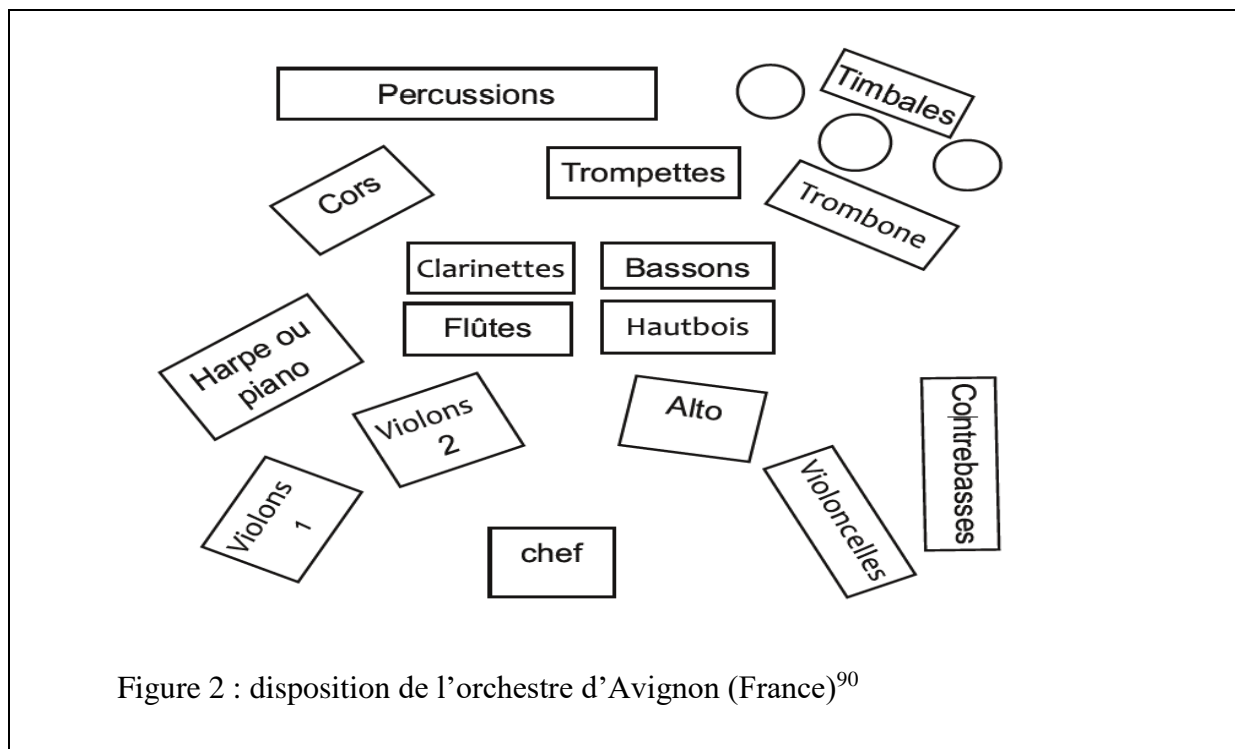 Percussions
Timbales
Cors
Trompettes
Trombone
Clarinettes
Bassons
Flûtes
Hautbois
Harpe ou
piano
Violons
2
Alto
Contrebasses
Violons
1
Violoncelles
chef
Figure 2 : disposition de l’orchestre d’Avignon (France)90